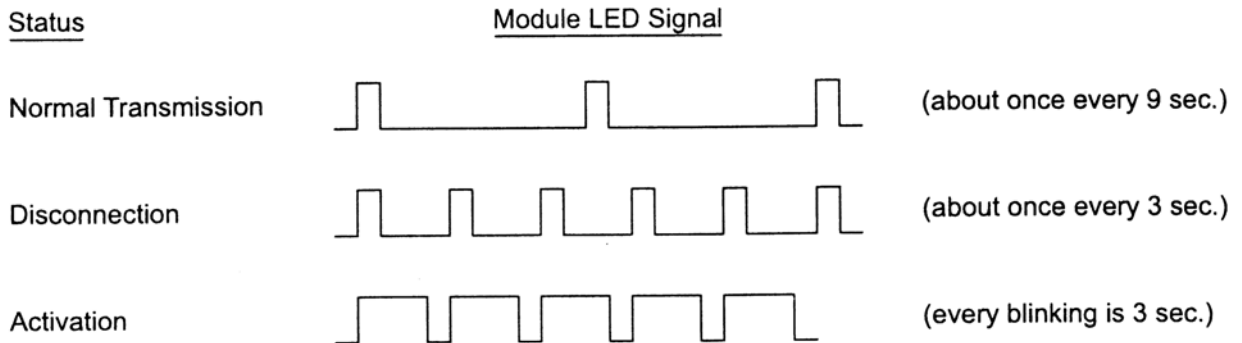 Status Module LED Signal
Normal Transmission (about once every 9 sec.)
Disconnection (about once every 3 sec.)
Activation (every blinking is 3 sec.)